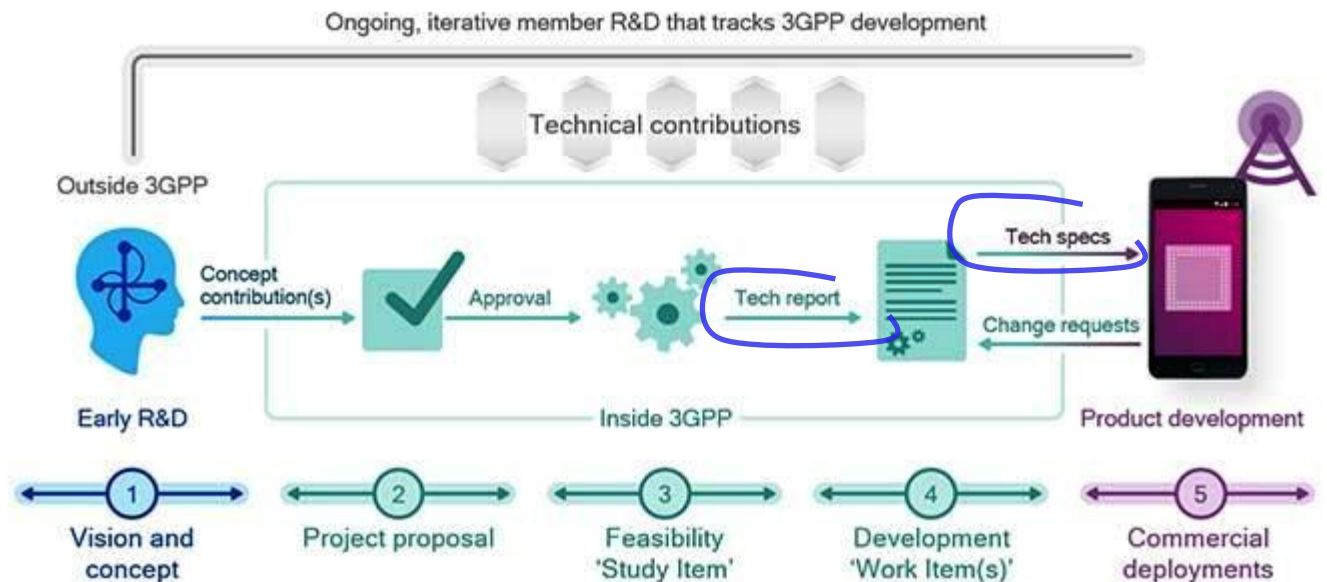 Ongoing, iterative member R&D that tracks 3GPP development
Technical contributions
Outside 3GPP
Concept
contribution(s)
Approval
Tech report
Tech specs
Change requests
Early R&D
Inside 3GPP
Product development
1
2
3
4
5
Vision and
concept
Project proposal
Feasibility
‘Study Item’
Development
‘Work Item(s)’
Commercial
deployments